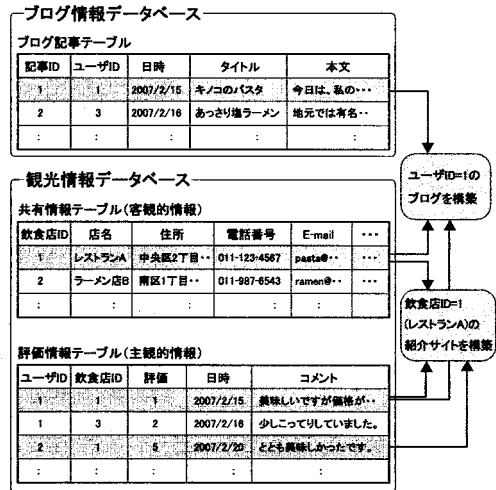 ブログ情報データベース
ブログ記事テーブル
記事ID ユーザID 日時 タイトル 本文
1 1 2007/2/15 キノコのパスタ 今日は、私の・・・
2 3 2007/2/16 あっさり塩ラーメン 地元では有名・・
: : : : :
ユーザID=1の
ブログを構築
観光情報データベース
共有情報テーブル(客観的情報)
飲食店ID 店名 住所 電話番号 E-mail ・・・
1 レストランA 中央区2丁目・・ 011-123-4567 pasta@・・ ・・・
2 ラーメン店B 南区1丁目・・ 011-987-6543 ramen@・・ ・・・
: : : : :
飲食店ID=1
(レストランA)の
紹介サイトを構築
評価情報テーブル(主観的情報)
ユーザID 飲食店ID 評価 日時 コメント
1 1 1 2007/2/15 美味しいですが価格が・・
1 3 2 2007/2/16 少しこってりしていました。
2 1 5 2007/2/20 とても美味しかったです。
: : : : :